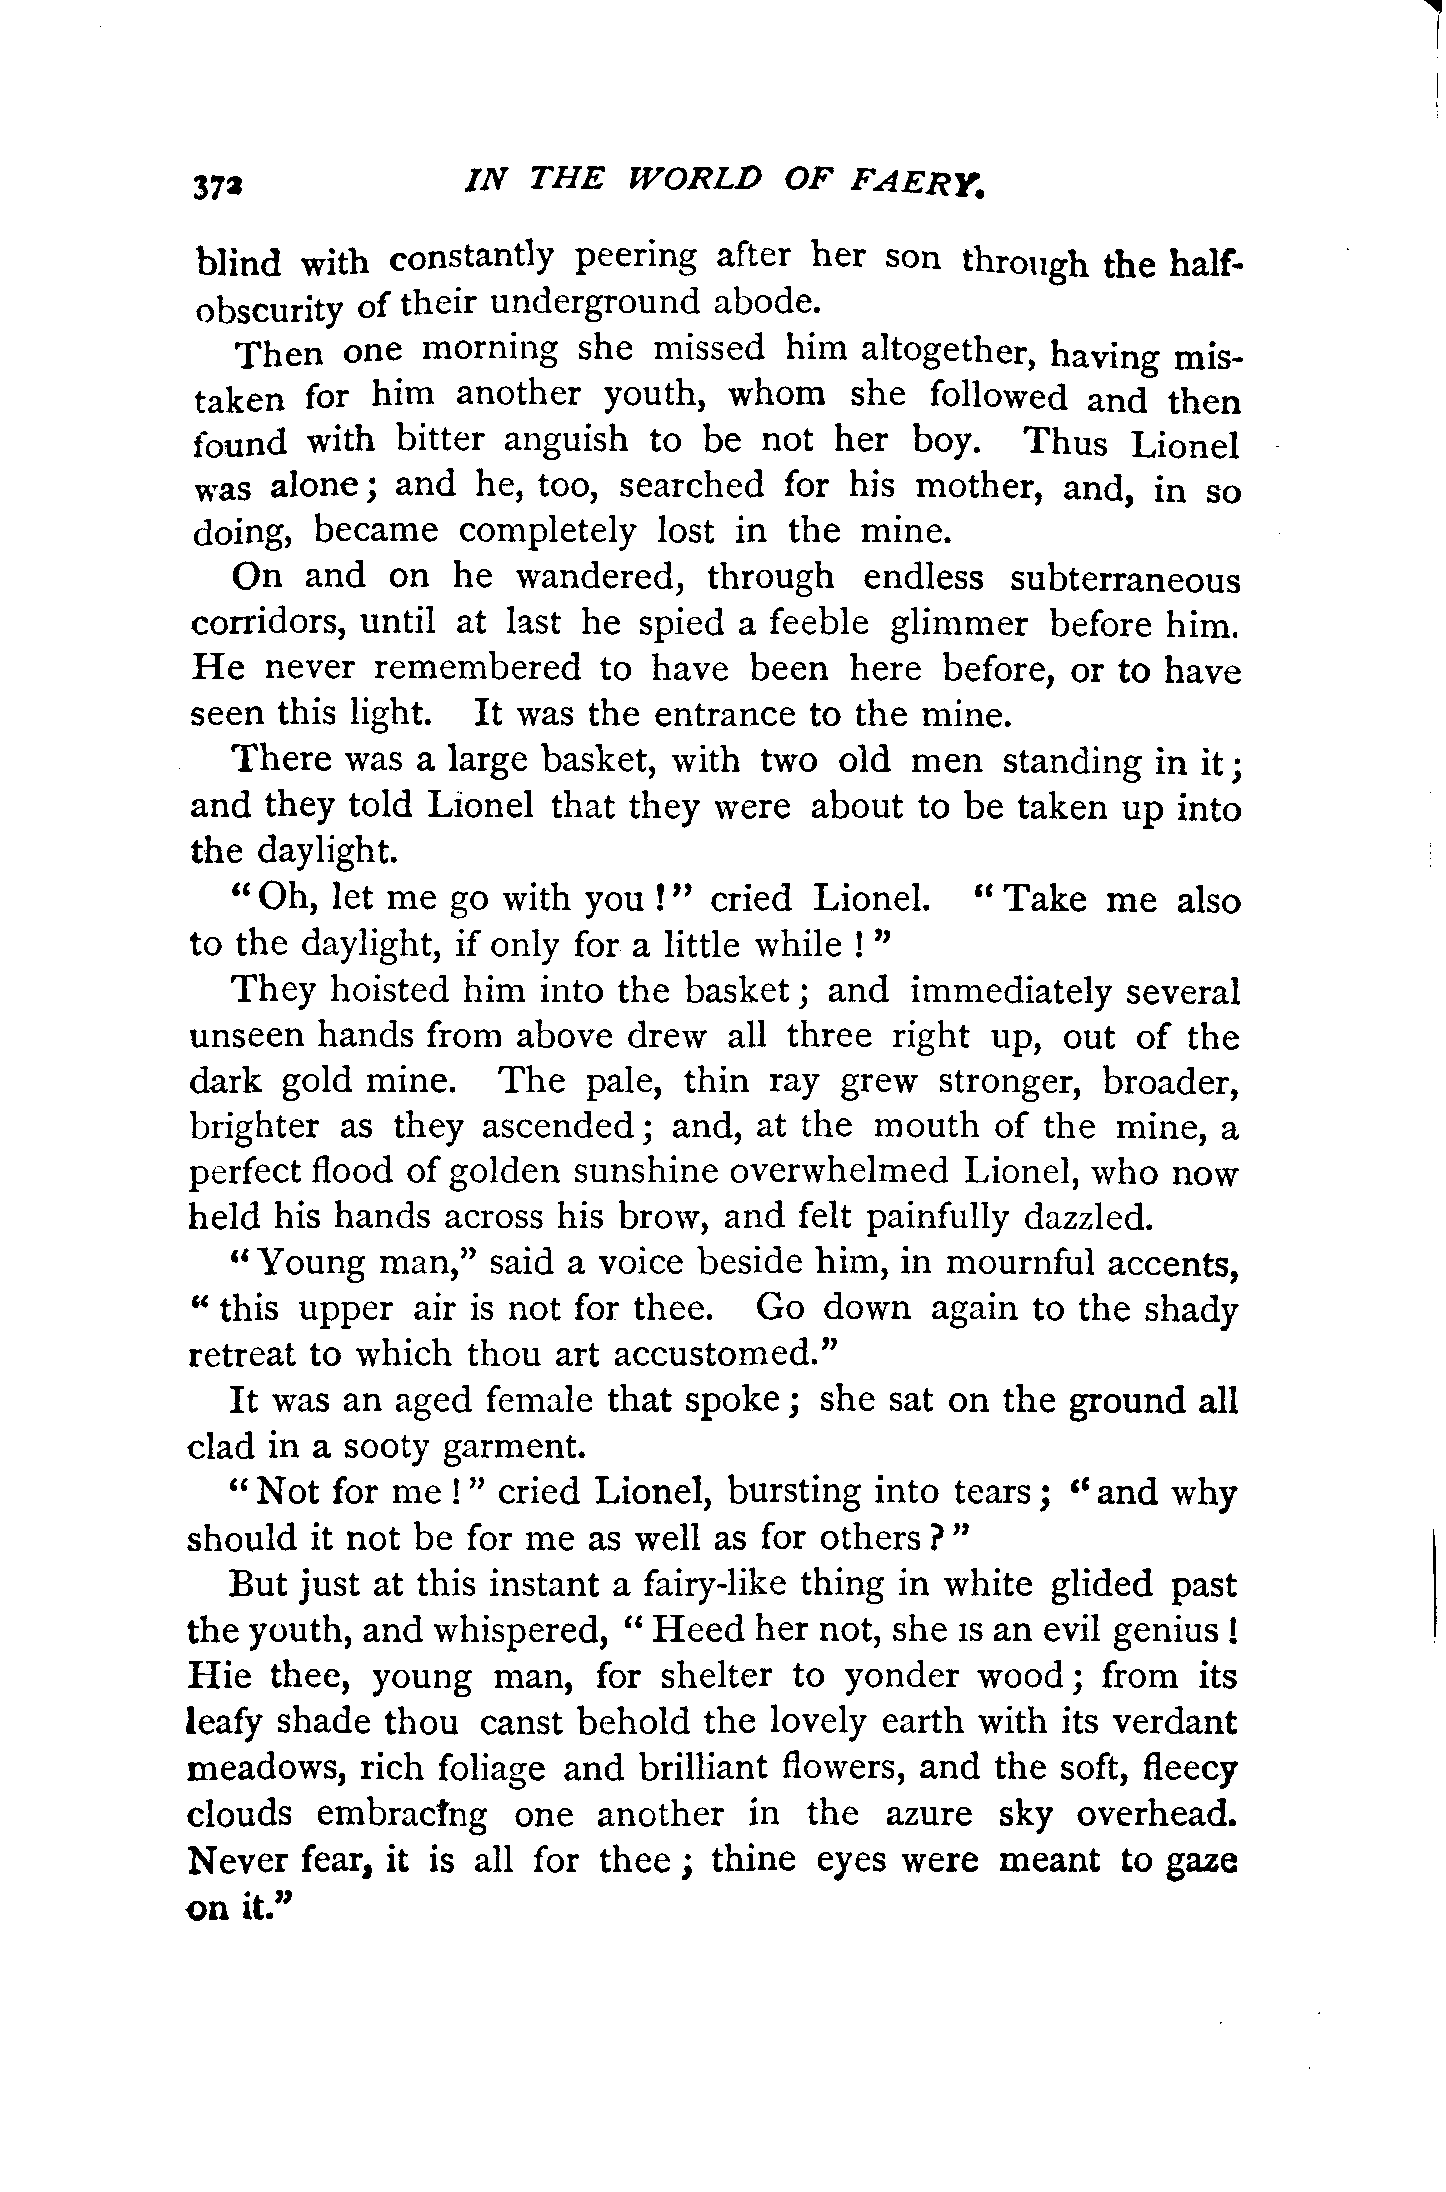 372 IN THE WORLD OF FAERY.
blind with constantly peering after her son through the half-
obscurity of their underground abode.
Then one morning she missed him altogether, having mis-
taken for him another youth, whom she followed and then
found with bitter anguish to be not her boy. Thus Lionel
was alone; and he, too, searched for his mother, and, in so
doing, became completely lost in the mine.
On and on he wandered, through endless subterraneous
corridors, until at last he spied a feeble glimmer before him.
He never remembered to have been here before, or to have
seen this light. It was the entrance to the mine.
There was a large basket, with two old men standing in it;
and they told Lionel that they were about to be taken up into
the daylight.
"Oh, let me go with you!" cried Lionel. "Take me also
to the daylight, if only for a little while!"
They hoisted him into the basket; and immediately several
unseen hands from above drew all three right up, out of the
dark gold mine. The pale, thin ray grew stronger, broader,
brighter as they ascended; and, at the mouth of the mine, a
perfect flood of golden sunshine overwhelmed Lionel, who now
held his hands across his brow, and felt painfully dazzled.
"Young man," said a voice beside him, in mournful accents,
"this upper air is not for thee. Go down again to the shady
retreat to which thou art accustomed."
It was an aged female that spoke; she sat on the ground all
clad in a sooty garment.
"Not for me!" cried Lionel, bursting into tears; "and why
should it not be for me as well as for others?"
But just at this instant a fairy-like thing in white glided past
the youth, and whispered, "Heed her not, she is an evil genius!
Hie thee, young man, for shelter to yonder wood; from its
leafy shade thou canst behold the lovely earth with its verdant
meadows, rich foliage and brilliant flowers, and the soft, fleecy
clouds embracing one another in the azure sky overhead.
Never fear, it is all for thee; thine eyes were meant to gaze
on it."